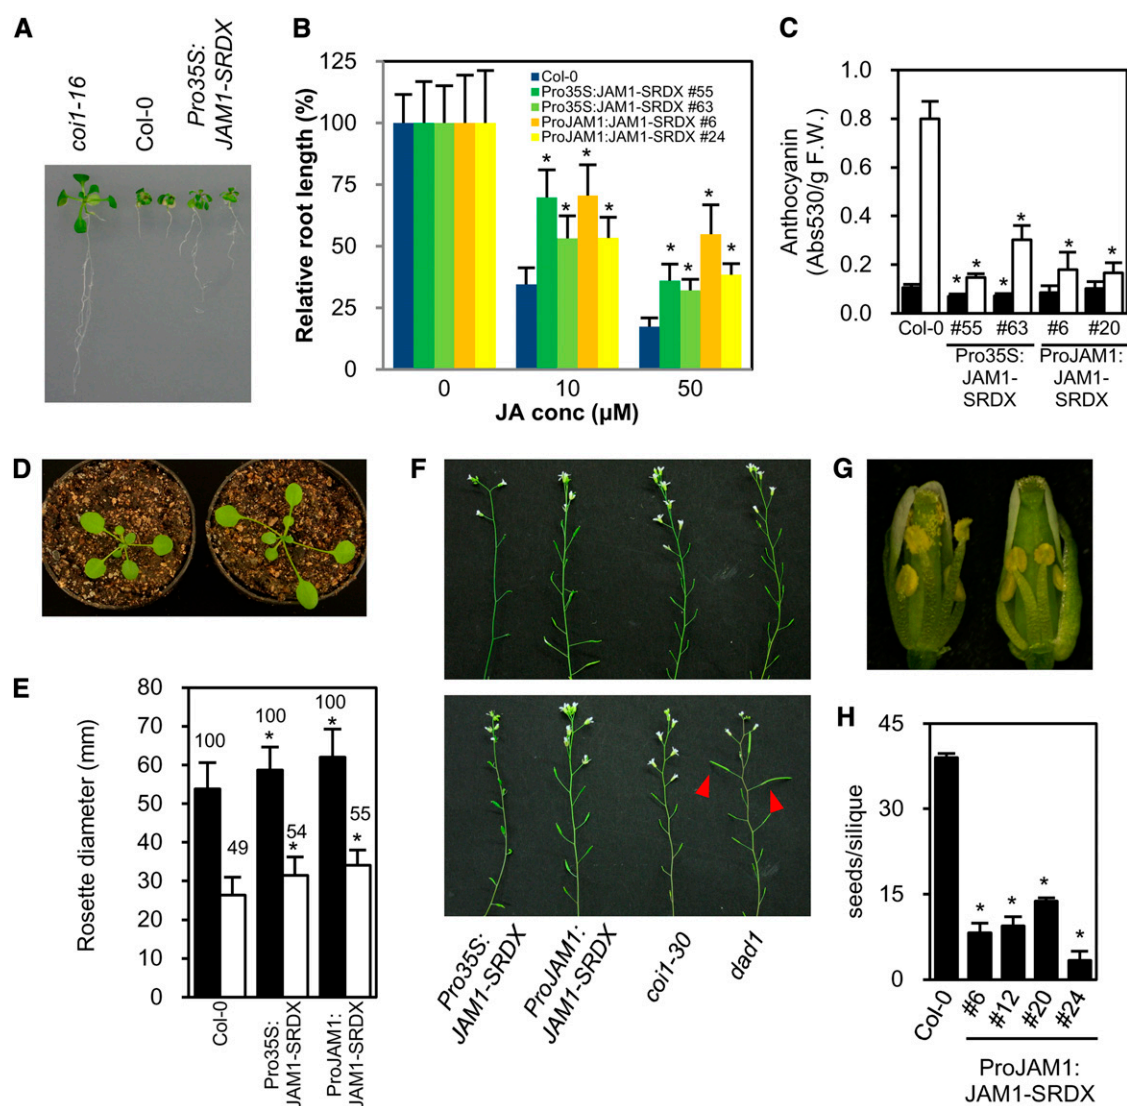 A
coi1-16
Col-0
Pro35S:
JAM1-SRDX
B
Relative root length (%)
125
100
75
50
25
0
Col-0
Pro35S:JAM1-SRDX #55
Pro35S:JAM1-SRDX #63
ProJAM1:JAM1-SRDX #6
ProJAM1:JAM1-SRDX #24
* * * *
* * * *
0 10 50
JA conc (µM)
C
Anthocyanin
(Abs530/g F.W.)
1.0
0.8
0.6
0.4
0.2
0.0
* * * * * *
Col-0 #55 #63 #6 #20
Pro35S:
JAM1-
SRDX
ProJAM1:
JAM1-
SRDX
D
E
Rosette diameter (mm)
80
70
60
50
40
30
20
10
0
100
49
100
*
54
*
100
*
55
*
Col-0
Pro35S:
JAM1-SRDX
ProJAM1:
JAM1-SRDX
F
Pro35S:
JAM1-SRDX
ProJAM1:
JAM1-SRDX
coi1-30
dad1
G
H
seeds/silique
45
30
15
0
* * * *
Col-0
#6
#12
#20
#24
ProJAM1:
JAM1-SRDX